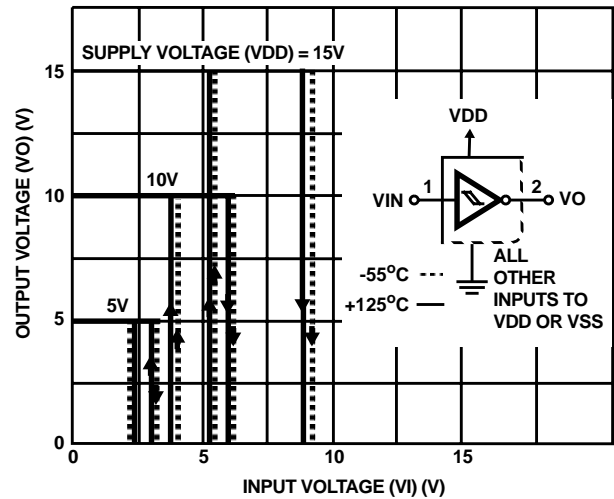 SUPPLY VOLTAGE (VDD) = 15V
15
10
5
0
10V
5V
OUTPUT VOLTAGE (VO) (V)
VDD
VIN
1
2
VO
-55°C
+125°C
ALL
OTHER
INPUTS TO
VDD OR VSS
0
5
10
15
INPUT VOLTAGE (VI) (V)